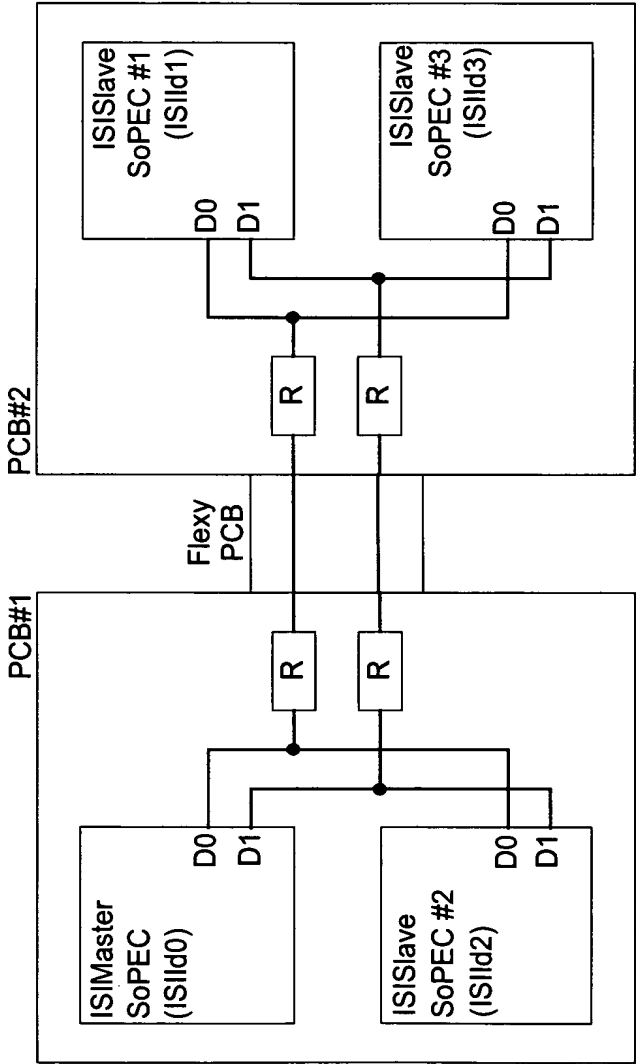 PCB#1
ISIMaster
SoPEC
(ISIId0)
D0
D1
ISISlave
SoPEC #2
(ISIId2)
D0
D1
R
R
Flexy
PCB
PCB#2
R
R
ISISlave
SoPEC #1
(ISIId1)
D0
D1
ISISlave
SoPEC #3
(ISIId3)
D0
D1